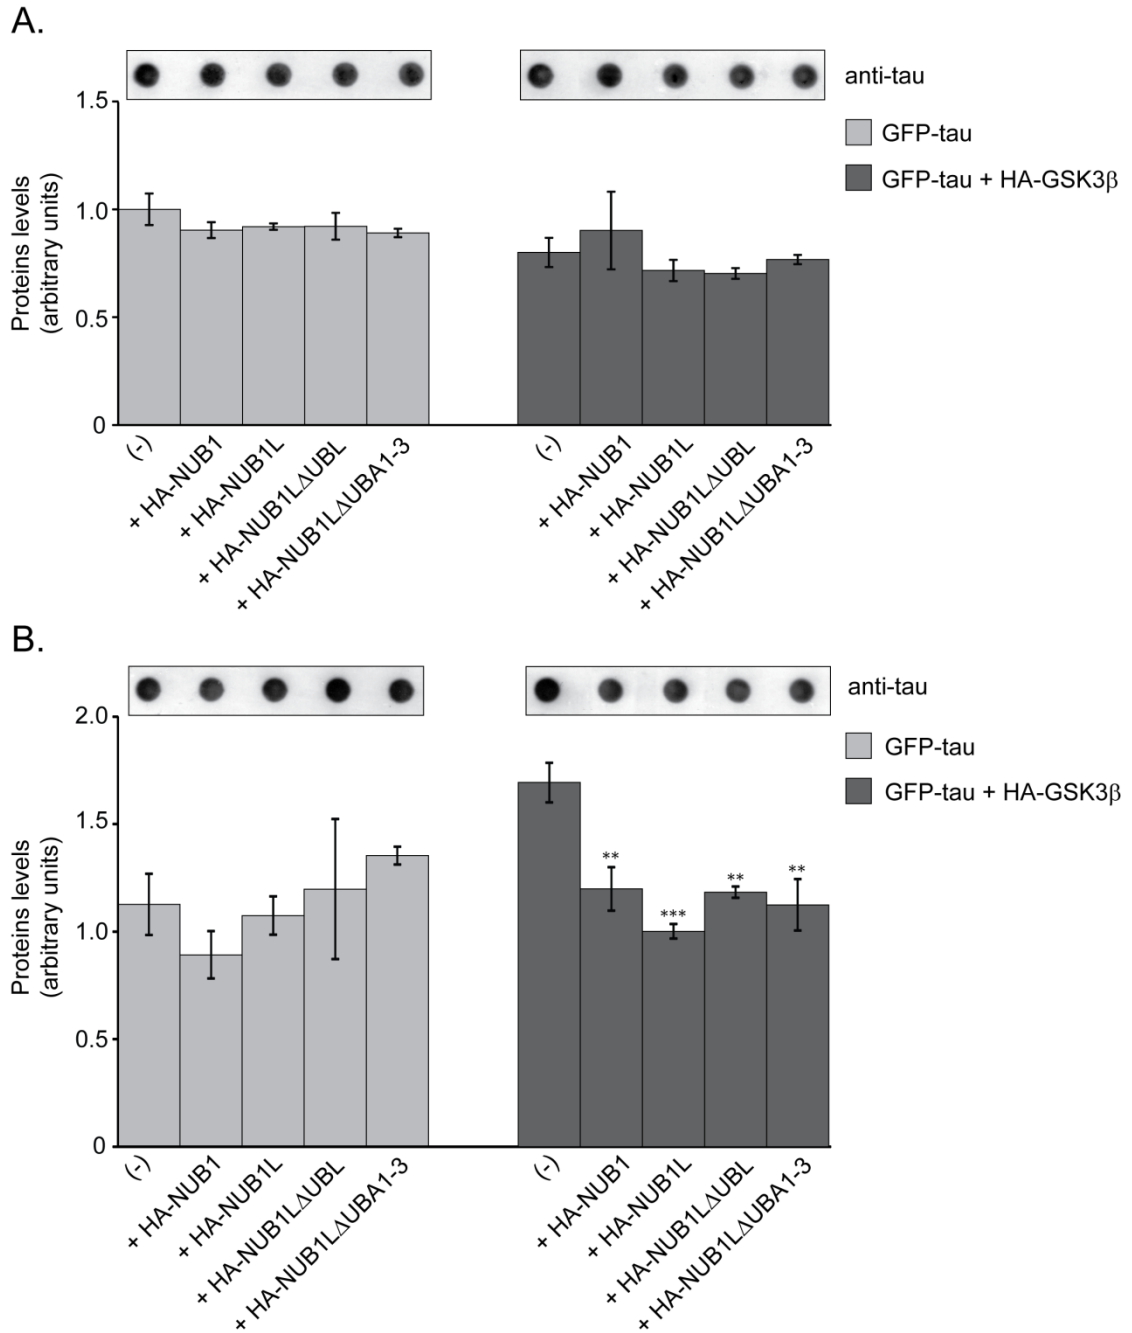 A.
anti-tau
GFP-tau
GFP-tau + HA-GSK3β
Proteins levels
(arbitrary units)
1.5
1.0
0.5
0
(-)
+ HA-NUB1
+ HA-NUB1L
+ HA-NUB1LΔUBL
+ HA-NUB1LΔUBA1-3
(-)
+ HA-NUB1
+ HA-NUB1L
+ HA-NUB1LΔUBL
+ HA-NUB1LΔUBA1-3
B.
anti-tau
GFP-tau
GFP-tau + HA-GSK3β
Proteins levels
(arbitrary units)
2.0
1.5
1.0
0.5
0
**
***
**
**
(-)
+ HA-NUB1
+ HA-NUB1L
+ HA-NUB1LΔUBL
+ HA-NUB1LΔUBA1-3
(-)
+ HA-NUB1
+ HA-NUB1L
+ HA-NUB1LΔUBL
+ HA-NUB1LΔUBA1-3